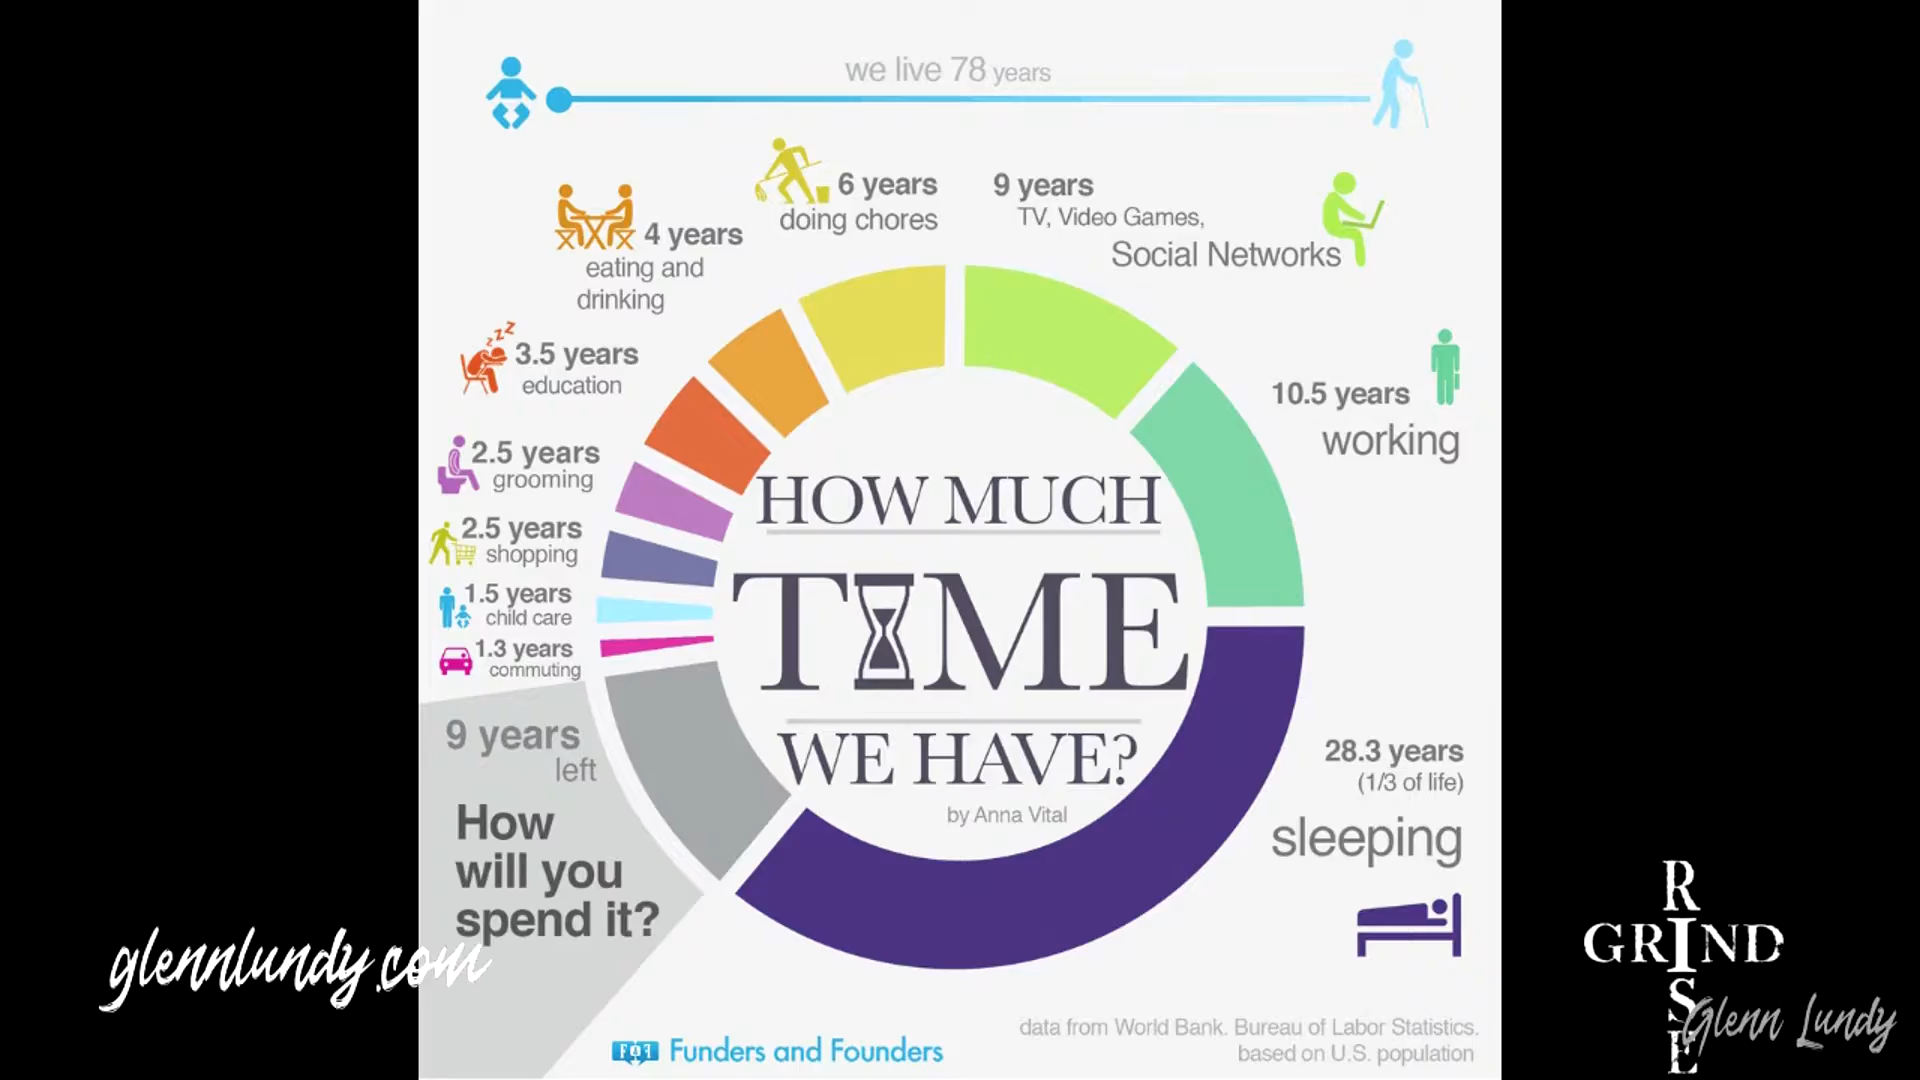 we live 78 years
6 years
doing chores
9 years
TV, Video Games,
Social Networks
4 years
eating and
drinking
3.5 years
education
zzz
10.5 years
working
2.5 years
grooming
2.5 years
shopping
1.5 years
child care
1.3 years
commuting
HOW MUCH
TIME
WE HAVE?
by Anna Vital
9 years
left
How
will you
spend it?
28.3 years
(1/3 of life)
sleeping
glennlundy.com
RISE
GRIND
Glenn Lundy
F&F Funders and Founders
data from World Bank. Bureau of Labor Statistics.
based on U.S. population